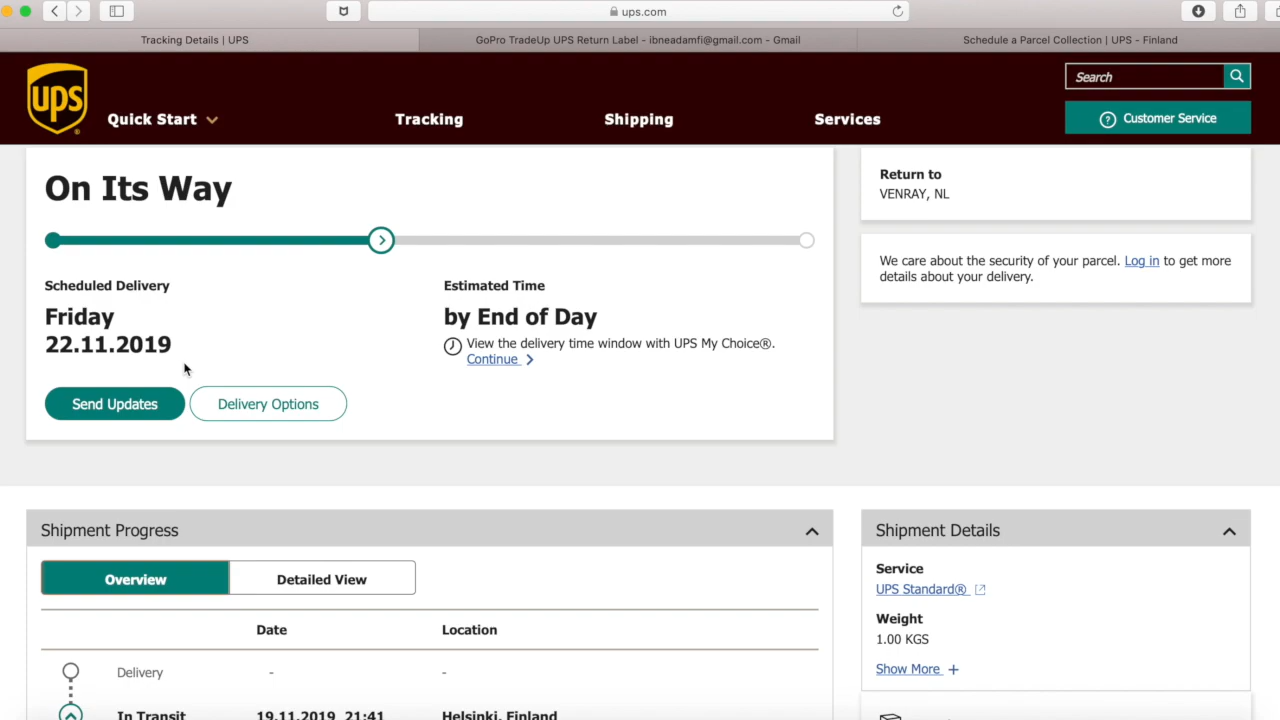 ups.com
Tracking Details | UPS
GoPro TradeUp UPS Return Label - ibneadamfi@gmail.com - Gmail
Schedule a Parcel Collection | UPS - Finland
ups
Quick Start
Tracking
Shipping
Services
Search
Customer Service
On Its Way
Scheduled Delivery
Friday
22.11.2019
Estimated Time
by End of Day
View the delivery time window with UPS My Choice®.
Continue
Send Updates
Delivery Options
Return to
VENRAY, NL
We care about the security of your parcel. Log in to get more
details about your delivery.
Shipment Progress
Overview
Detailed View
Date Location
Delivery - -
In Transit 19.11.2019 21:41 Helsinki, Finland
Shipment Details
Service
UPS Standard®
Weight
1.00 KGS
Show More +